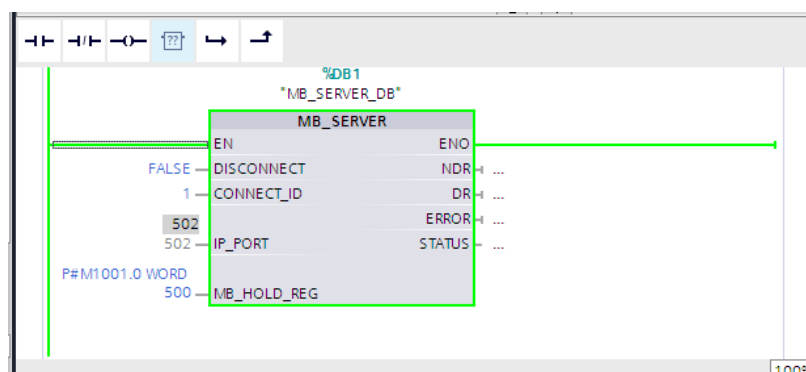 ??
%DB1
"MB_SERVER_DB"
MB_SERVER
EN ENO
FALSE DISCONNECT NDR ...
1 CONNECT_ID DR ...
502 ERROR ...
502 IP_PORT STATUS ...
P#M1001.0 WORD
500 MB_HOLD_REG